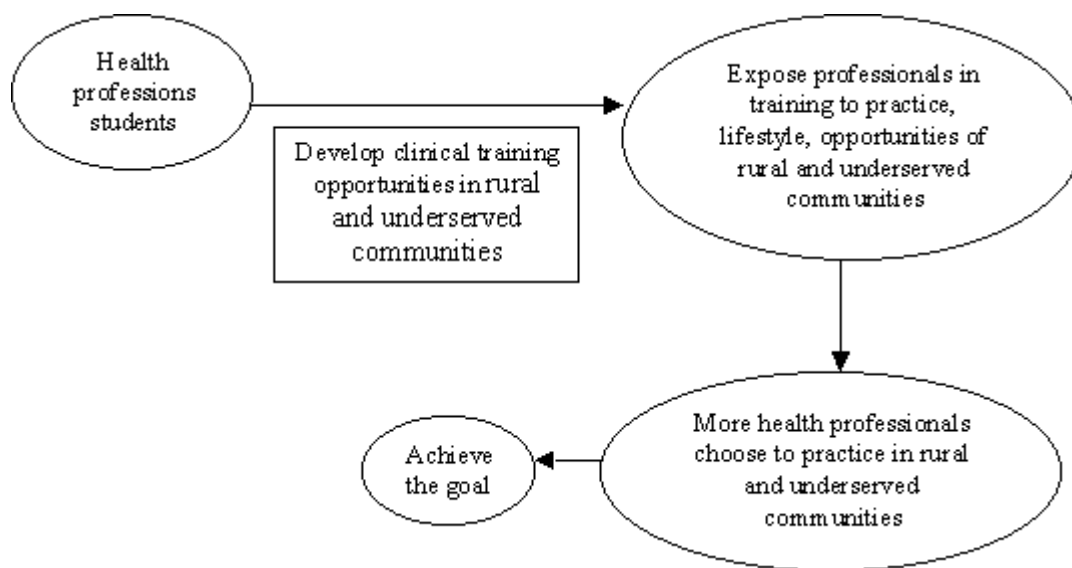 Health
professions
students
Develop clinical training
opportunities in rural
and underserved
communities
Expose professionals in
training to practice,
lifestyle, opportunities of
rural and underserved
communities
More health professionals
choose to practice in rural
and underserved
communities
Achieve
the goal